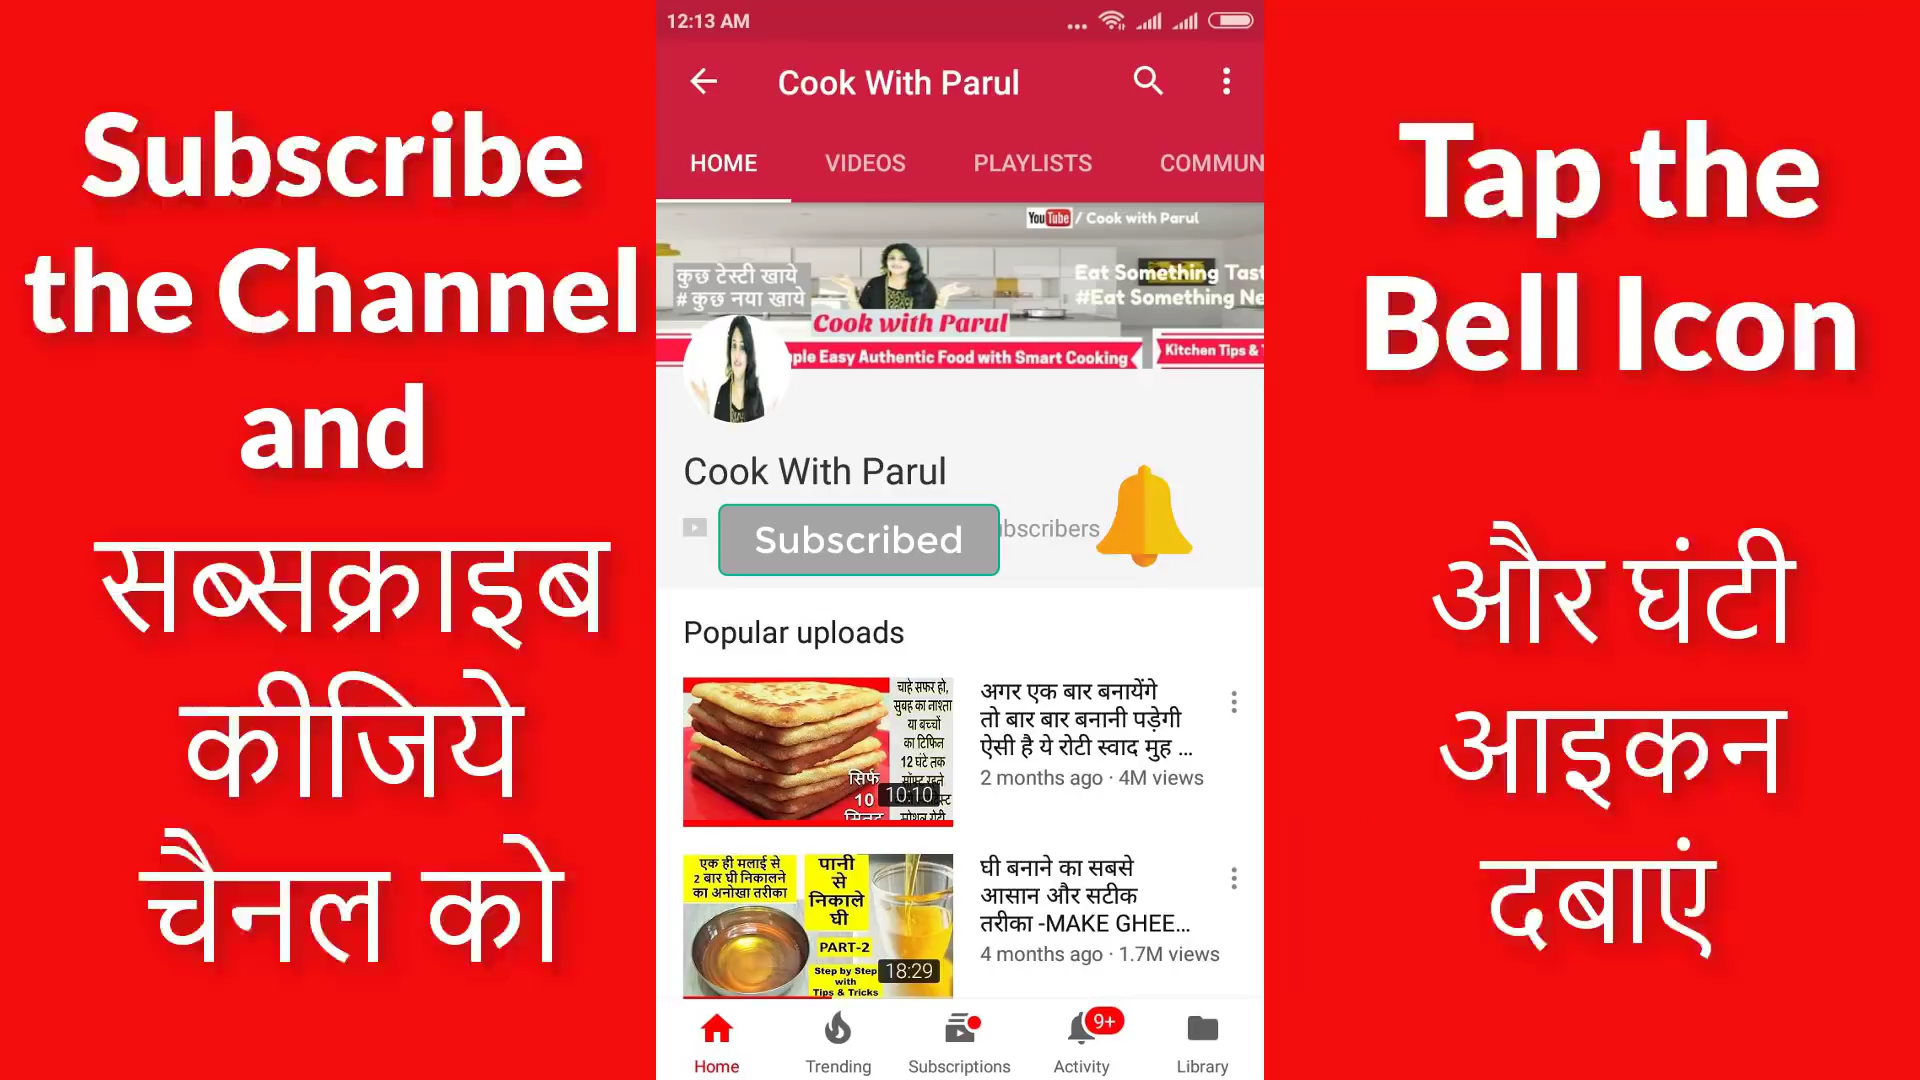 Subscribe
the Channel
and
सब्सक्राइब
कीजिये
चैनल को
12:13 AM
Cook With Parul
HOME VIDEOS PLAYLISTS COMMUN
YouTube / Cook with Parul
कुछ टेस्टी खाये
# कुछ नया खाये
Eat Something Tast
#Eat Something Ne
Cook with Parul
ple Easy Authentic Food with Smart Cooking
Kitchen Tips &
Cook With Parul
Subscribed
bscribers
Popular uploads
चाहे सफर हो,
सुबह का नाश्ता
या बच्चों
का टिफिन
12 घंटे तक
सिर्फ
10
10:10
अगर एक बार बनायेंगे
तो बार बार बनानी पड़ेगी
ऐसी है ये रोटी स्वाद मुह ...
2 months ago · 4M views
एक ही मलाई से
2 बार घी निकालने
का अनोखा तरीका
पानी
से
निकाले
घी
PART-2
Step by Step
with
Tips & Tricks
18:29
घी बनाने का सबसे
आसान और सटीक
तरीका -MAKE GHEE...
4 months ago · 1.7M views
9+
Home Trending Subscriptions Activity Library
Tap the
Bell Icon
और घंटी
आइकन
दबाएं